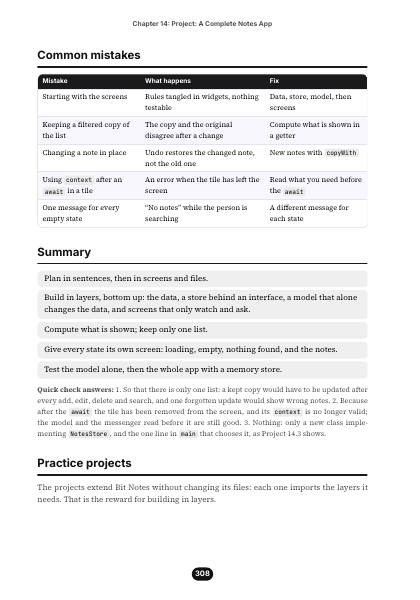 Chapter 14: Project: A Complete Notes App
Common mistakes
Mistake What happens Fix
Starting with the screens Rules tangled in widgets, nothing testable Data, store, model, then screens
Keeping a filtered copy of the list The copy and the original disagree after a change Compute what is shown in a getter
Changing a note in place Undo restores the changed note, not the old one New notes with copyWith
Using context after an await in a tile An error when the tile has left the screen Read what you need before the await
One message for every empty state “No notes” while the person is searching A different message for each state
Summary
Plan in sentences, then in screens and files.
Build in layers, bottom up: the data, a store behind an interface, a model that alone
changes the data, and screens that only watch and ask.
Compute what is shown; keep only one list.
Give every state its own screen: loading, empty, nothing found, and the notes.
Test the model alone, then the whole app with a memory store.
Quick check answers: 1. So that there is only one list: a kept copy would have to be updated after
every add, edit, delete and search, and one forgotten update would show wrong notes. 2. Because
after the await the tile has been removed from the screen, and its context is no longer valid;
the model and the messenger read before it are still good. 3. Nothing: only a new class imple-
menting NotesStore, and the one line in main that chooses it, as Project 14.3 shows.
Practice projects
The projects extend Bit Notes without changing its files: each one imports the layers it
needs. That is the reward for building in layers.
308